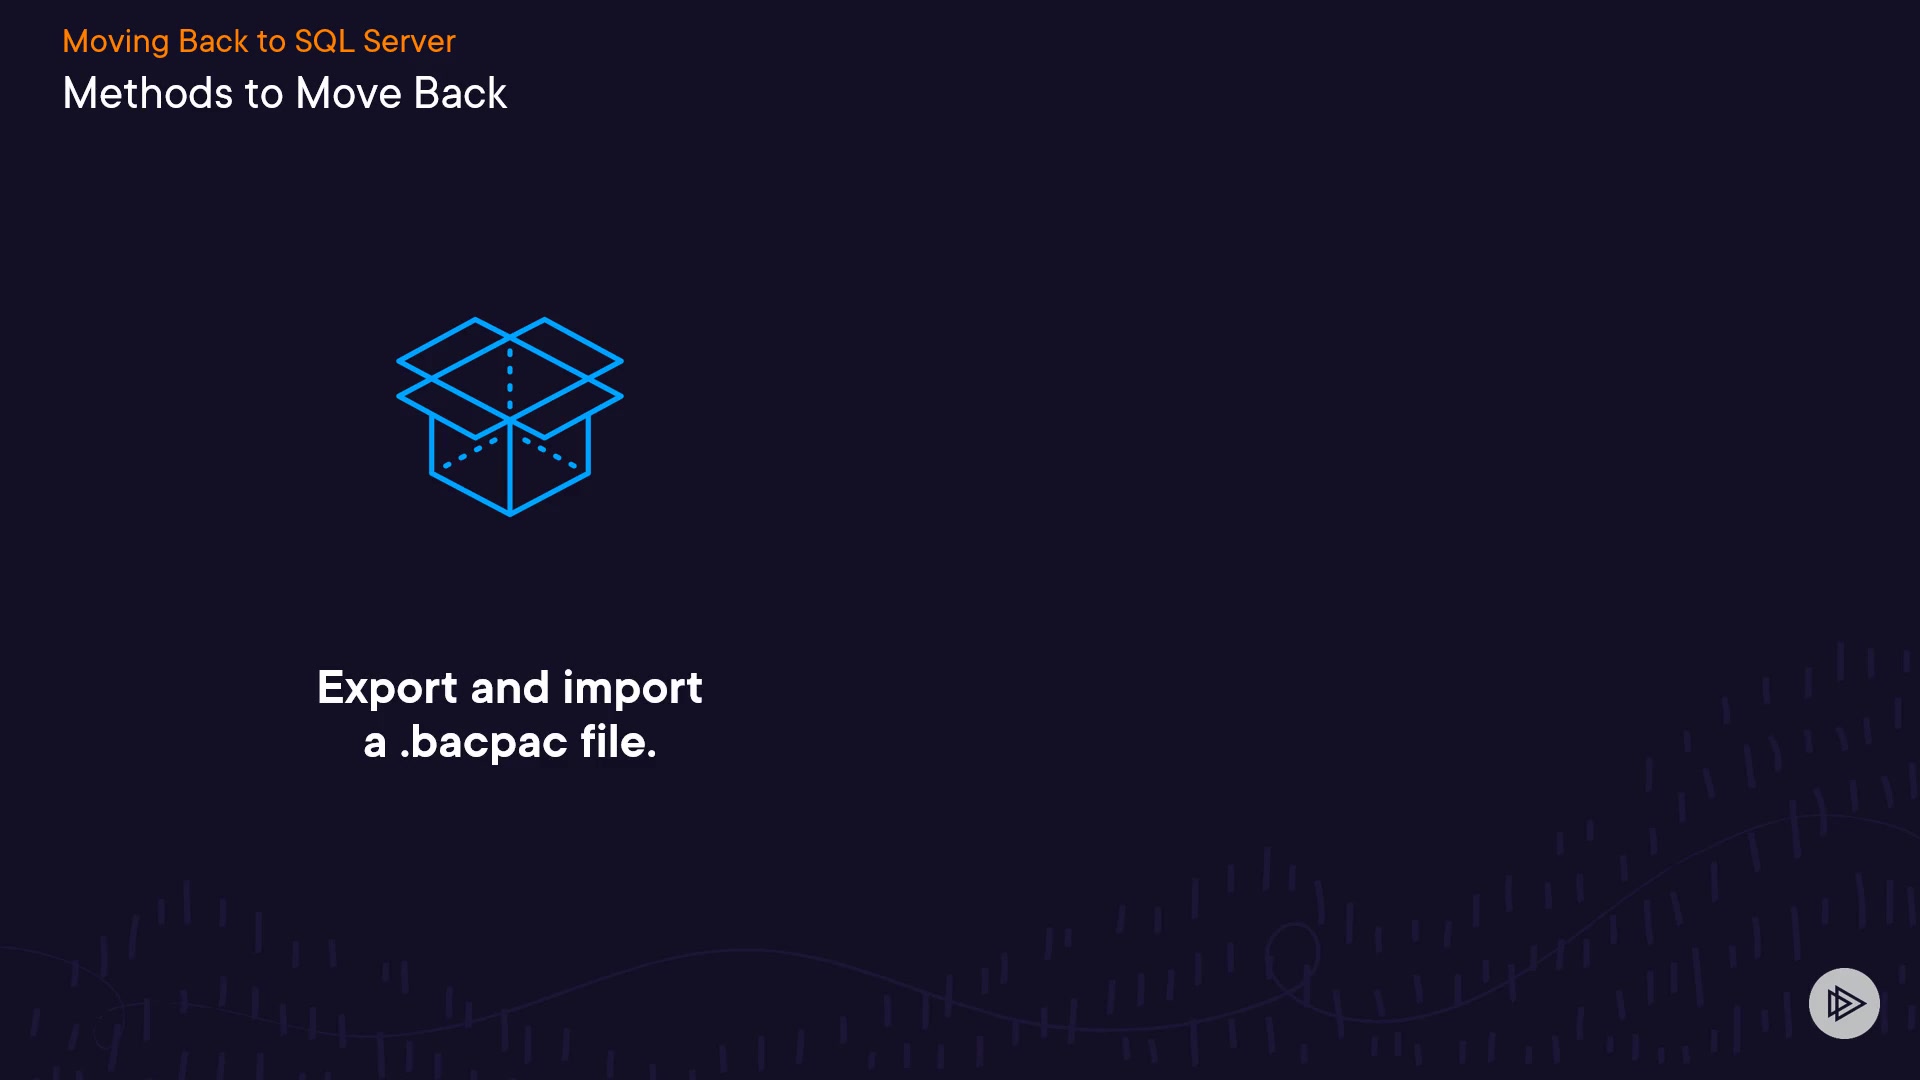 Moving Back to SQL Server
Methods to Move Back
Export and import
a .bacpac file.